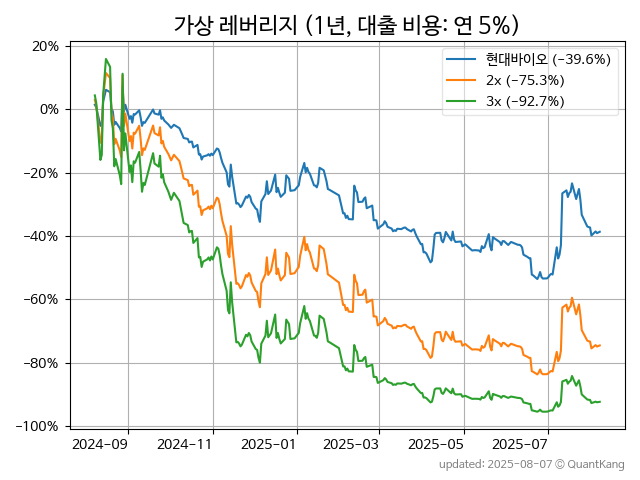 가상 레버리지 (1년, 대출 비용: 연 5%)
현대바이오 (-39.6%)
2x (-75.3%)
3x (-92.7%)
20%
0%
-20%
-40%
-60%
-80%
-100%
2024-09 2024-11 2025-01 2025-03 2025-05 2025-07
updated: 2025-08-07 © QuantKang